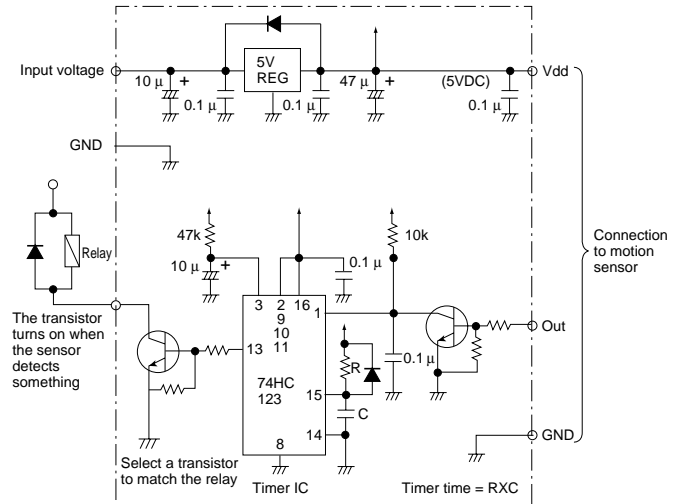 Input voltage
10 μ
+
0.1 μ
5V
REG
0.1 μ
47 μ
+
(5VDC)
0.1 μ
Vdd
GND
Relay
47k
10 μ
+
0.1 μ
10k
Connection
to motion
sensor
The transistor
turns on when
the sensor
detects
something
3
2
16
9
10
11
1
13
74HC
123
15
14
8
R
C
0.1 μ
Out
GND
Select a transistor
to match the relay
Timer IC
Timer time = RXC